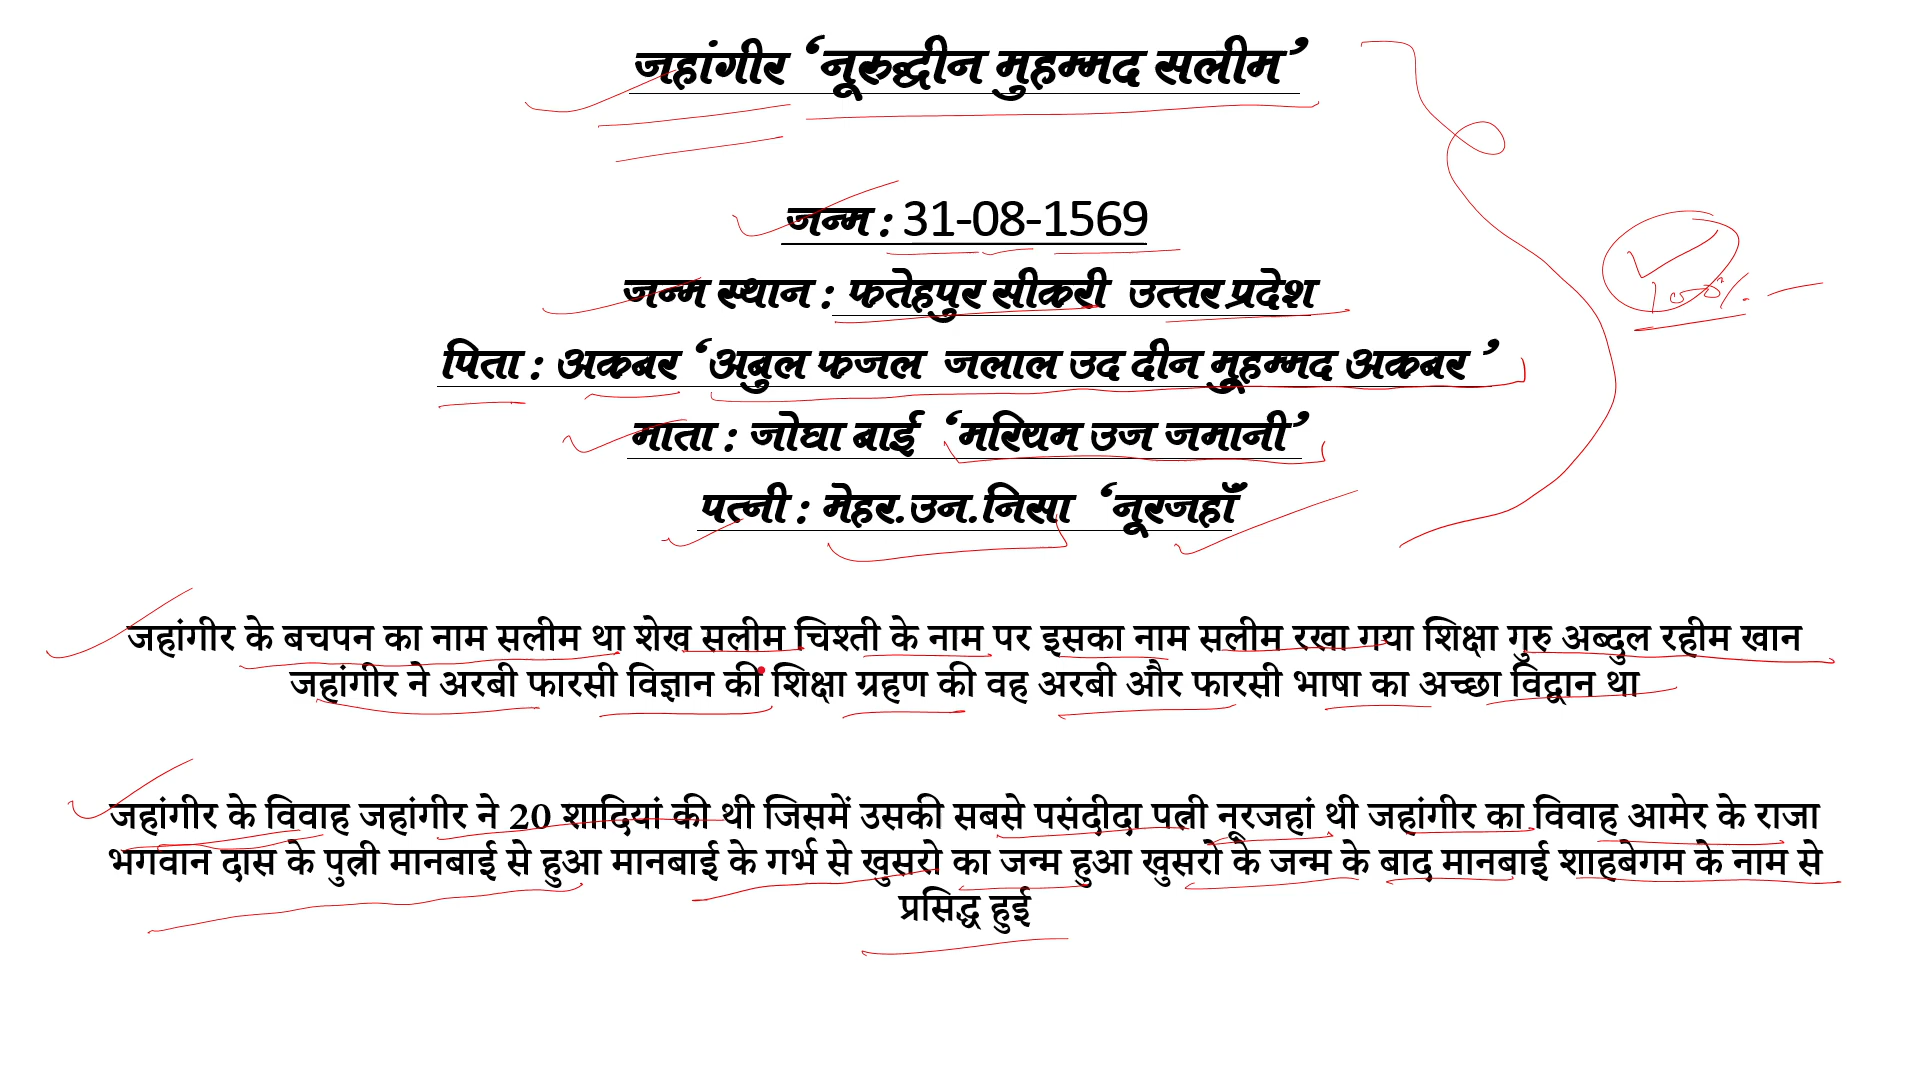 जहांगीर ‘नूरुद्धीन मुहम्मद सलीम’
जन्म : 31-08-1569
जन्म स्थान : फतेहपुर सीकरी उत्तर प्रदेश
पिता : अकबर ‘अबुल फजल जलाल उद दीन मुहम्मद अकबर ’
माता : जोघा बाई ‘मरियम उज जमानी’
पत्नी : मेहर.उन.निसा ‘नूरजहाँ
100%.
जहांगीर के बचपन का नाम सलीम था शेख सलीम चिश्ती के नाम पर इसका नाम सलीम रखा गया शिक्षा गुरु अब्दुल रहीम खान
जहांगीर ने अरबी फारसी विज्ञान की शिक्षा ग्रहण की वह अरबी और फारसी भाषा का अच्छा विद्वान था
जहांगीर के विवाह जहांगीर ने 20 शादियां की थी जिसमें उसकी सबसे पसंदीदा पत्नी नूरजहां थी जहांगीर का विवाह आमेर के राजा
भगवान दास के पुत्री मानबाई से हुआ मानबाई के गर्भ से खुसरो का जन्म हुआ खुसरो के जन्म के बाद मानबाई शाहबेगम के नाम से
प्रसिद्ध हुई